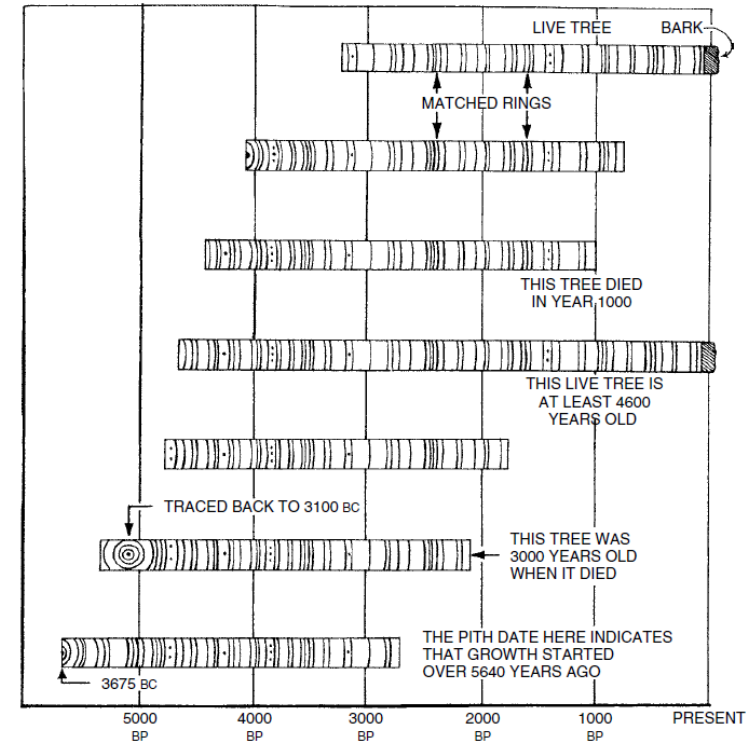 LIVE TREE
BARK
MATCHED RINGS
THIS TREE DIED
IN YEAR 1000
THIS LIVE TREE IS
AT LEAST 4600
YEARS OLD
TRACED BACK TO 3100 BC
THIS TREE WAS
3000 YEARS OLD
WHEN IT DIED
THE PITH DATE HERE INDICATES
THAT GROWTH STARTED
OVER 5640 YEARS AGO
3675 BC
5000 BP
4000 BP
3000 BP
2000 BP
1000 BP
PRESENT